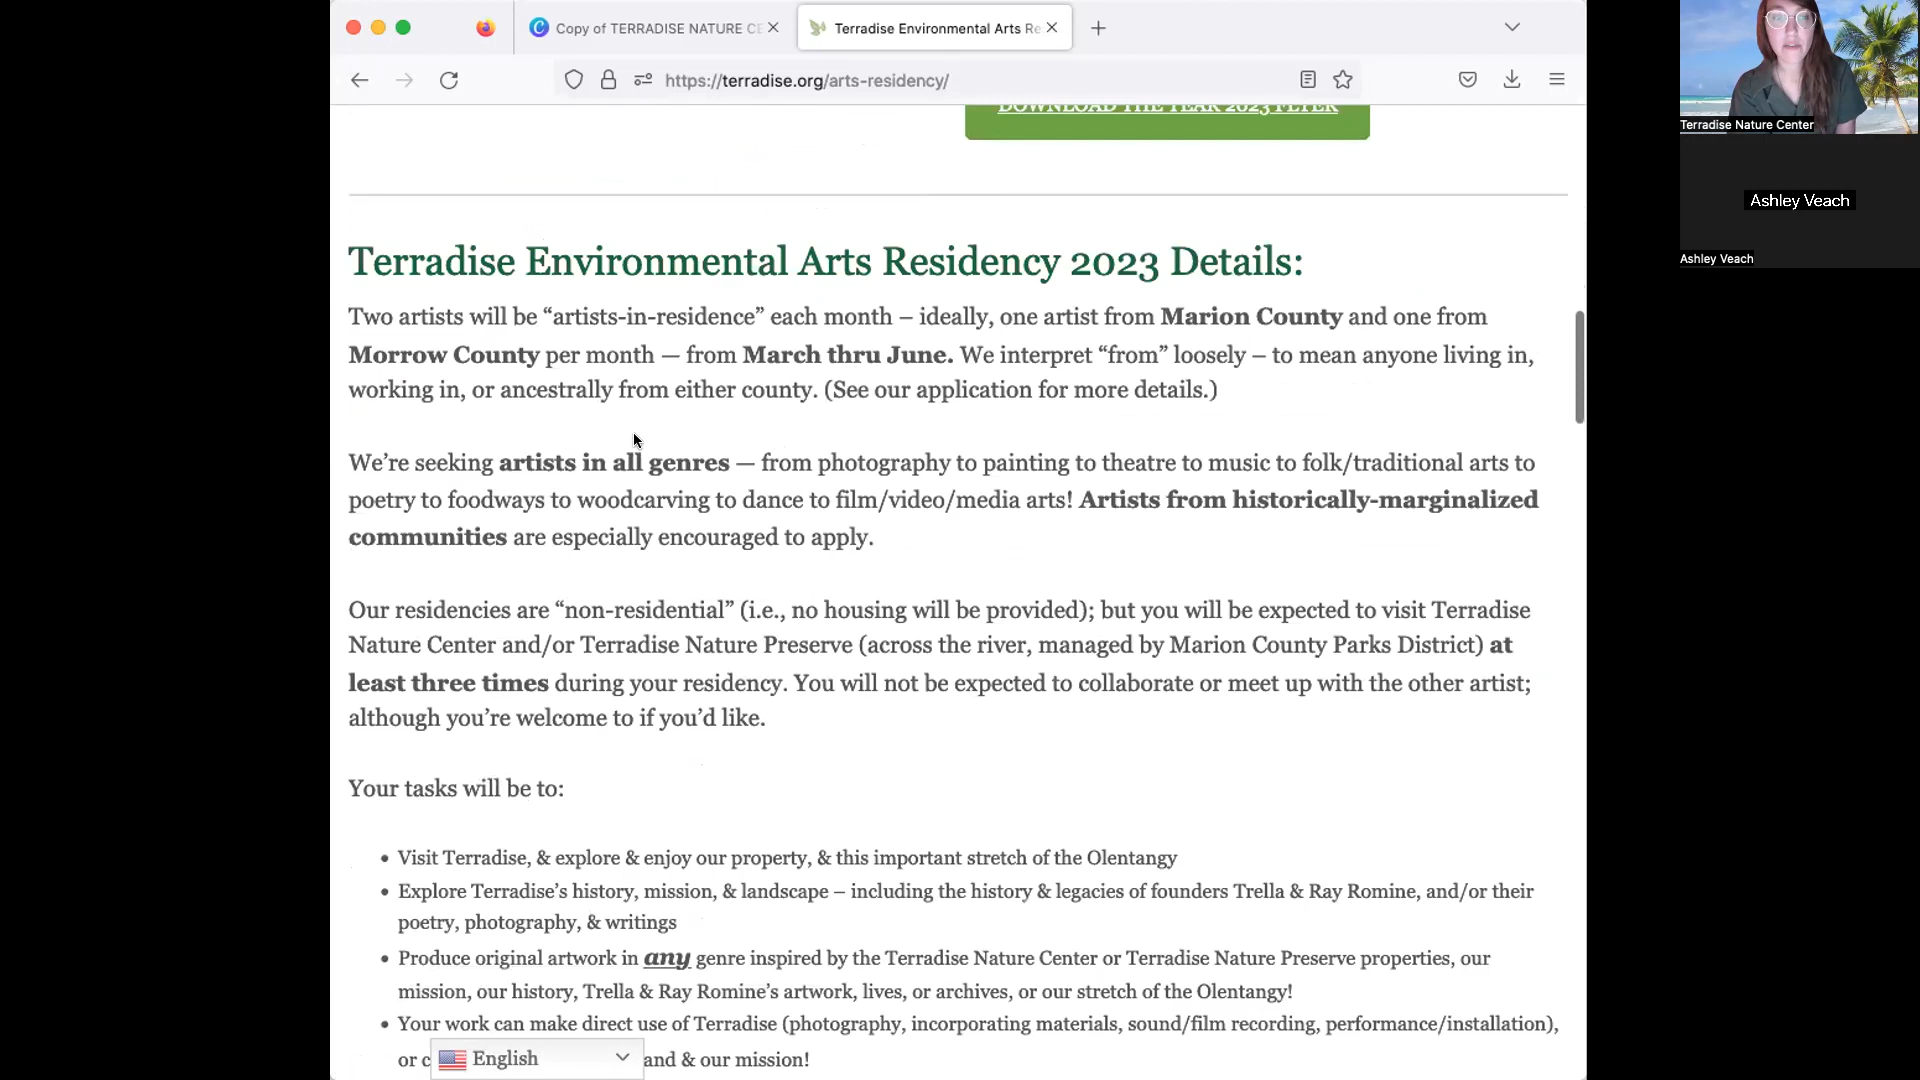 Copy of TERRADISE NATURE CE
Terradise Environmental Arts Re
https://terradise.org/arts-residency/
DOWNLOAD THE YEAR 2023 FLYER
Terradise Environmental Arts Residency 2023 Details:
Two artists will be “artists-in-residence” each month – ideally, one artist from Marion County and one from
Morrow County per month — from March thru June. We interpret “from” loosely – to mean anyone living in,
working in, or ancestrally from either county. (See our application for more details.)
We’re seeking artists in all genres — from photography to painting to theatre to music to folk/traditional arts to
poetry to foodways to woodcarving to dance to film/video/media arts! Artists from historically-marginalized
communities are especially encouraged to apply.
Our residencies are “non-residential” (i.e., no housing will be provided); but you will be expected to visit Terradise
Nature Center and/or Terradise Nature Preserve (across the river, managed by Marion County Parks District) at
least three times during your residency. You will not be expected to collaborate or meet up with the other artist;
although you’re welcome to if you’d like.
Your tasks will be to:
• Visit Terradise, & explore & enjoy our property, & this important stretch of the Olentangy
• Explore Terradise’s history, mission, & landscape – including the history & legacies of founders Trella & Ray Romine, and/or their
poetry, photography, & writings
• Produce original artwork in any genre inspired by the Terradise Nature Center or Terradise Nature Preserve properties, our
mission, our history, Trella & Ray Romine’s artwork, lives, or archives, or our stretch of the Olentangy!
• Your work can make direct use of Terradise (photography, incorporating materials, sound/film recording, performance/installation),
or c English and & our mission!
Terradise Nature Center
Ashley Veach
Ashley Veach